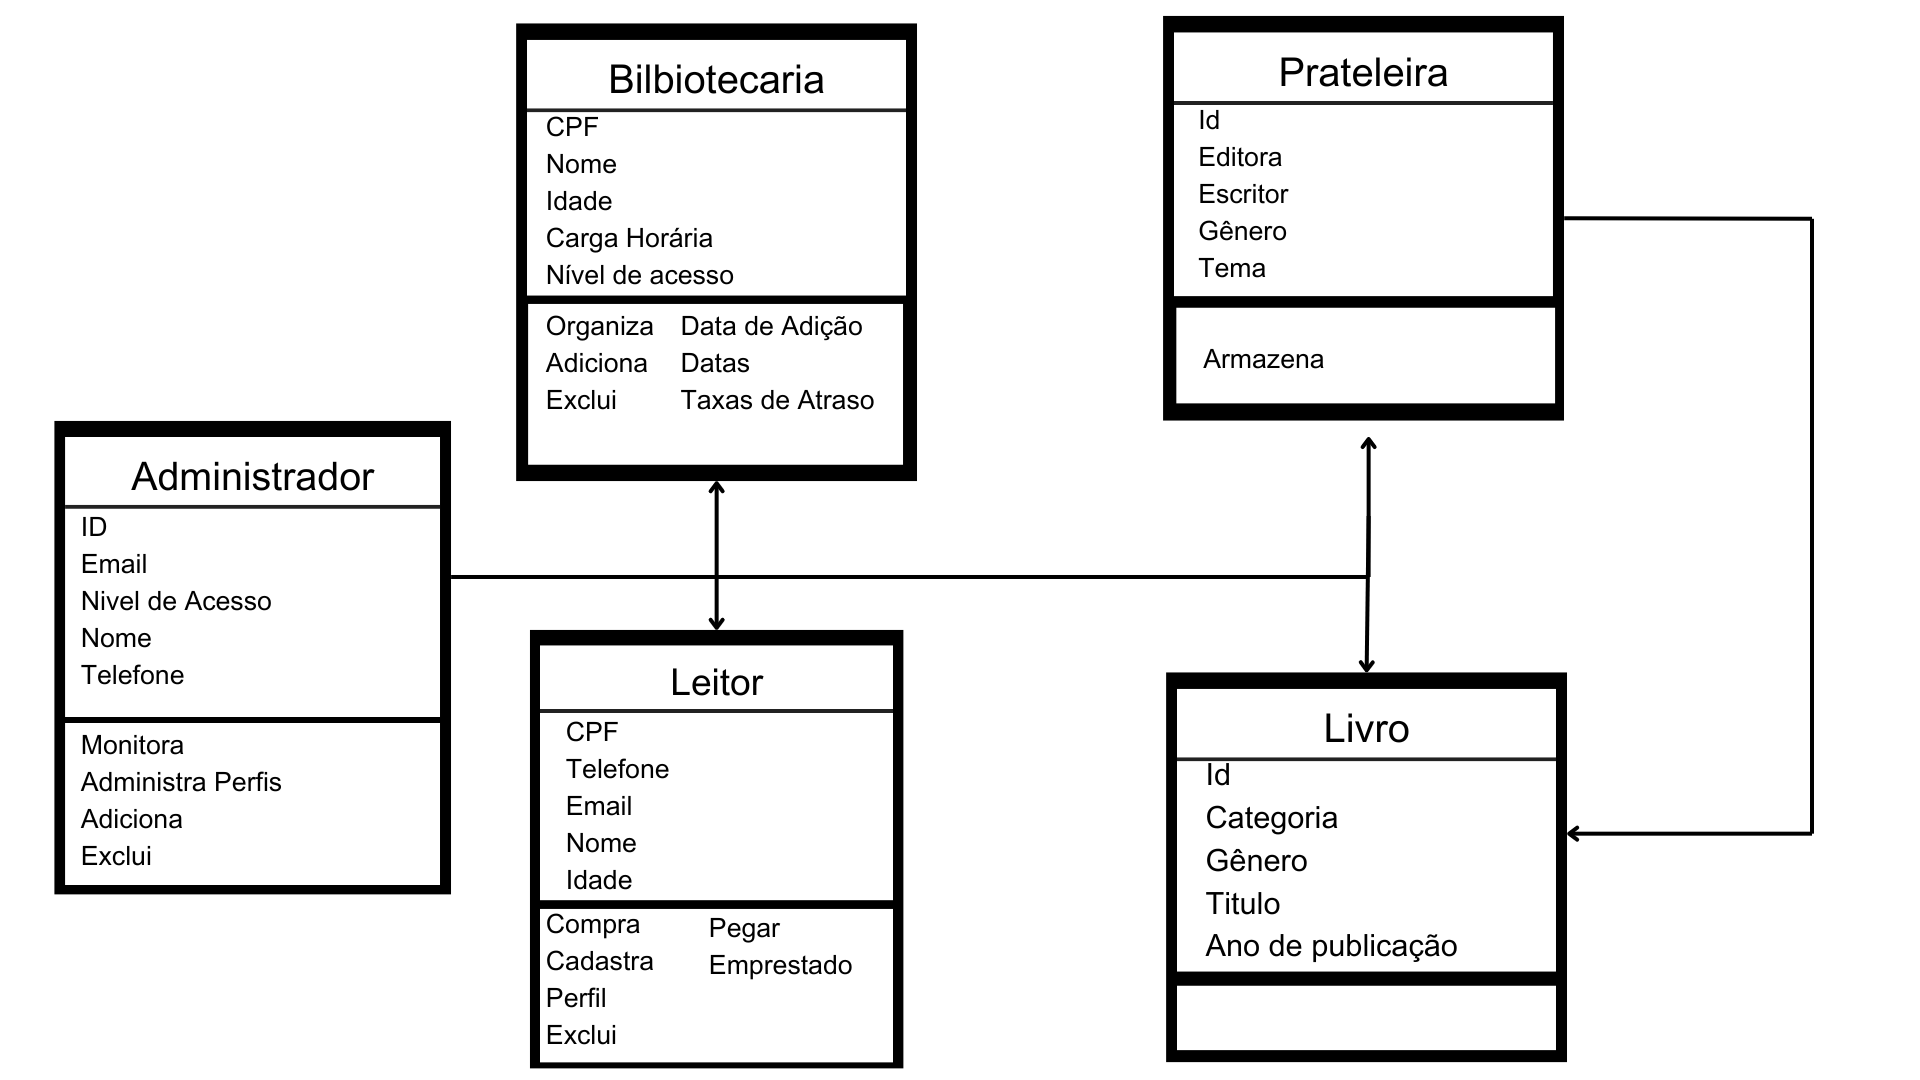 Bilbiotecaria
CPF
Nome
Idade
Carga Horária
Nível de acesso
Organiza
Adiciona
Exclui
Data de Adição
Datas
Taxas de Atraso
Prateleira
Id
Editora
Escritor
Gênero
Tema
Armazena
Administrador
ID
Email
Nivel de Acesso
Nome
Telefone
Monitora
Administra Perfis
Adiciona
Exclui
Leitor
CPF
Telefone
Email
Nome
Idade
Compra
Cadastra
Perfil
Exclui
Pegar
Emprestado
Livro
Id
Categoria
Gênero
Titulo
Ano de publicação